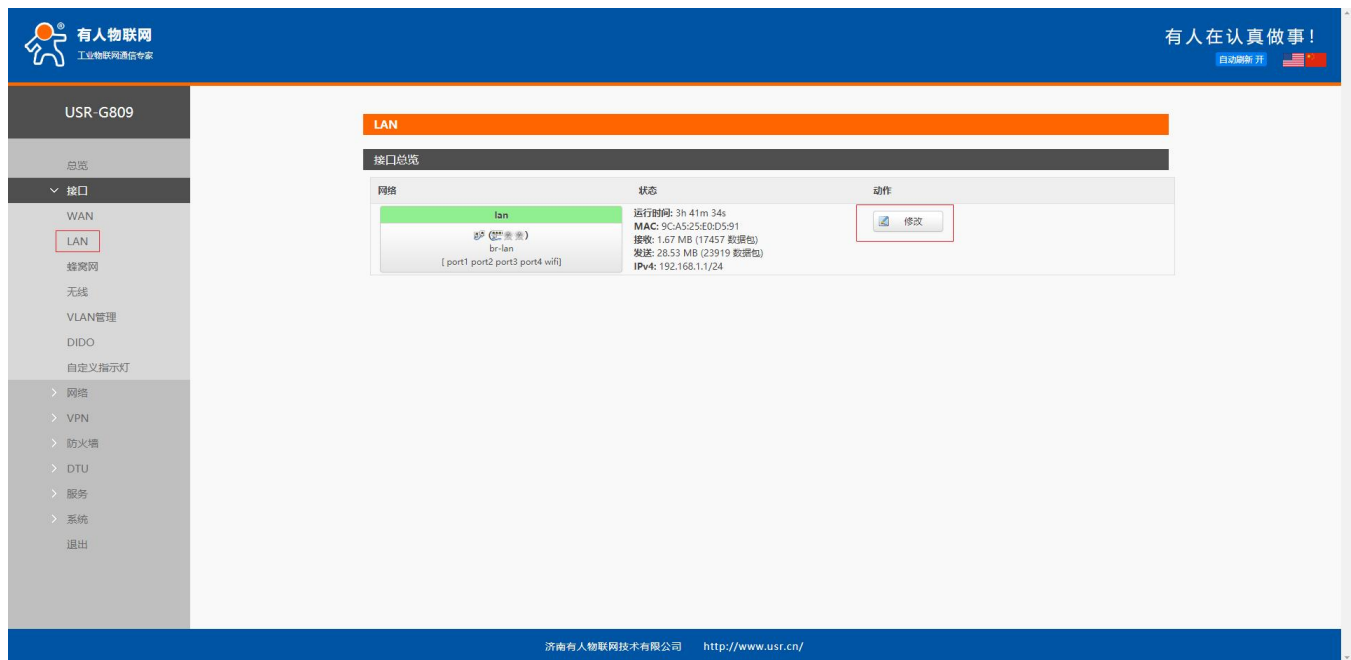 有人物联网
工业物联网通信专家
有人在认真做事!
自动刷新 开
USR-G809
总览
接口
WAN
LAN
蜂窝网
无线
VLAN管理
DIDO
自定义指示灯
网络
VPN
防火墙
DTU
服务
系统
退出
LAN
接口总览
网络 状态 动作
lan
br-lan
[ port1 port2 port3 port4 wifi]
运行时间: 3h 41m 34s
MAC: 9C:A5:25:E0:D5:91
接收: 1.67 MB (17457 数据包)
发送: 28.53 MB (23919 数据包)
IPv4: 192.168.1.1/24
修改
济南有人物联网技术有限公司 http://www.usr.cn/